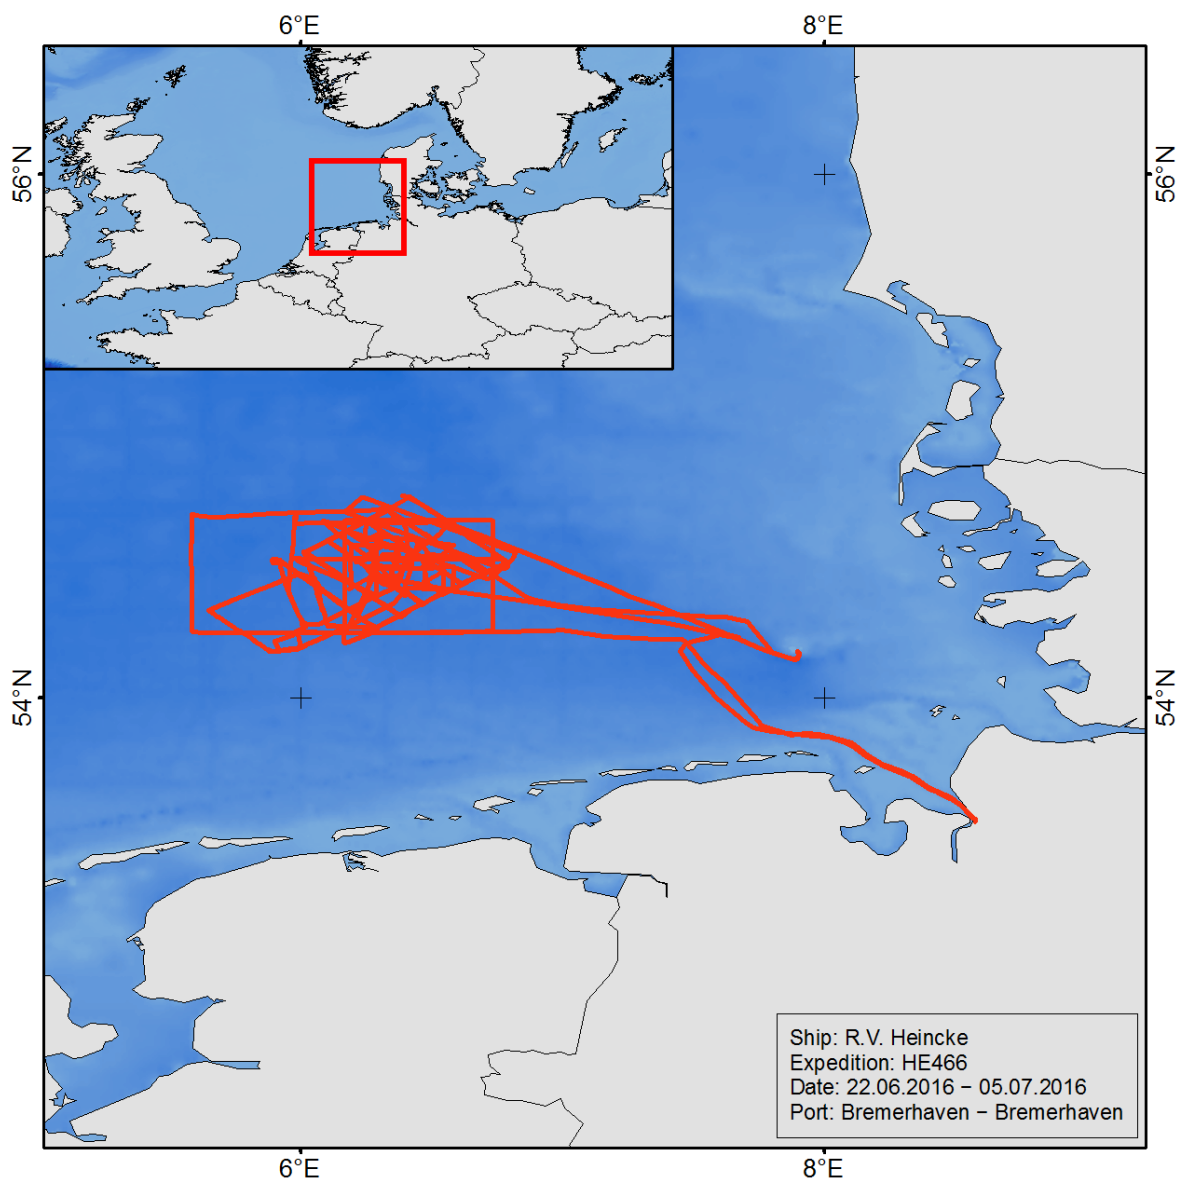 6°E
8°E
56°N
56°N
54°N
54°N
Ship: R.V. Heincke
Expedition: HE466
Date: 22.06.2016 – 05.07.2016
Port: Bremerhaven – Bremerhaven
6°E
8°E